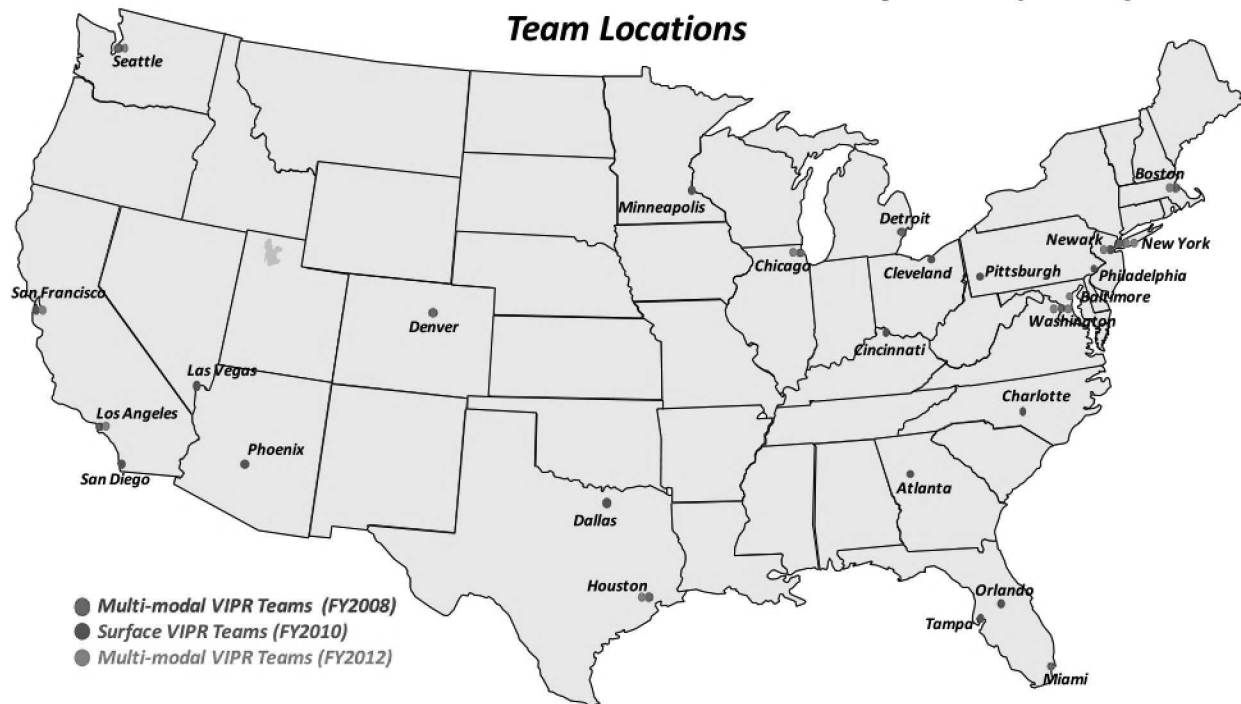 Team Locations
Seattle
Minneapolis
Boston
Detroit
Newark
New York
Chicago
Cleveland
Pittsburgh
Philadelphia
San Francisco
Baltimore
Denver
Washington
Cincinnati
Las Vegas
Los Angeles
Charlotte
Phoenix
San Diego
Atlanta
Dallas
Houston
Orlando
Multi-modal VIPR Teams (FY2008)
Surface VIPR Teams (FY2010)
Tampa
Multi-modal VIPR Teams (FY2012)
Miami